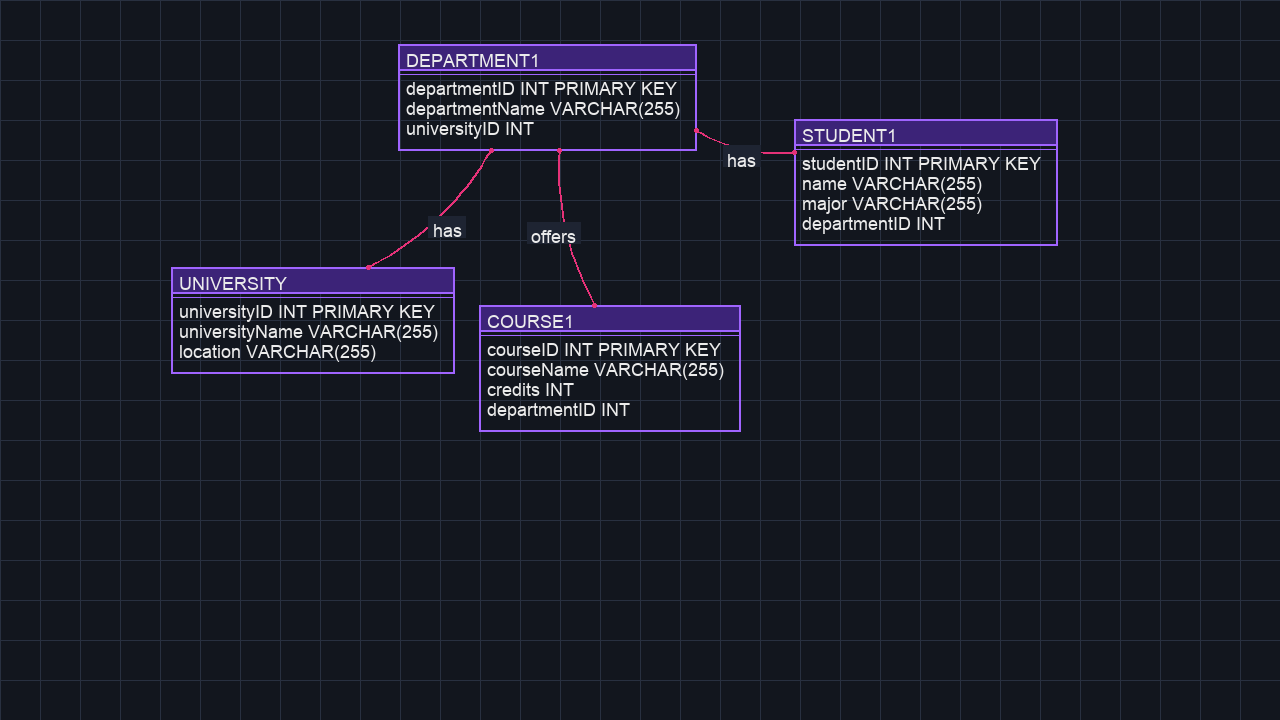 DEPARTMENT1
departmentID INT PRIMARY KEY
departmentName VARCHAR(255)
universityID INT
has
STUDENT1
studentID INT PRIMARY KEY
name VARCHAR(255)
major VARCHAR(255)
departmentID INT
has
offers
UNIVERSITY
universityID INT PRIMARY KEY
universityName VARCHAR(255)
location VARCHAR(255)
COURSE1
courseID INT PRIMARY KEY
courseName VARCHAR(255)
credits INT
departmentID INT